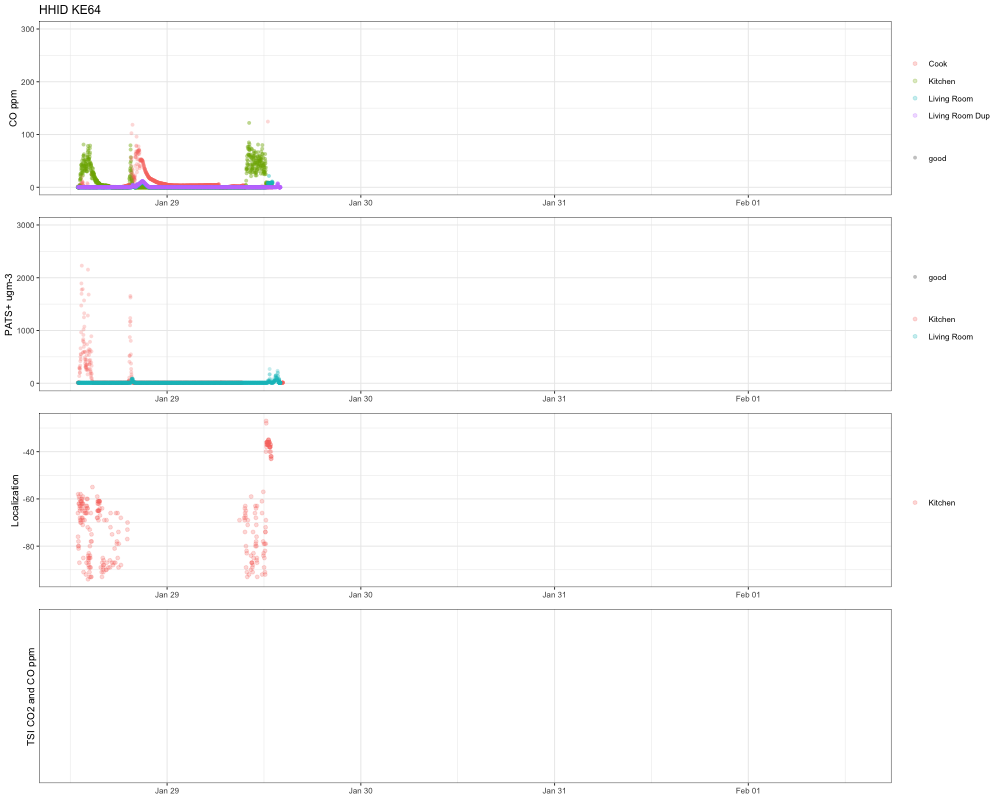 HHID KE64
CO ppm
300
200
100
0
Jan 29
Jan 30
Jan 31
Feb 01
Cook
Kitchen
Living Room
Living Room Dup
good
PATS+ ugm-3
3000
2000
1000
0
Jan 29
Jan 30
Jan 31
Feb 01
good
Kitchen
Living Room
Localization
-40
-60
-80
Jan 29
Jan 30
Jan 31
Feb 01
Kitchen
TSI CO2 and CO ppm
Jan 29
Jan 30
Jan 31
Feb 01